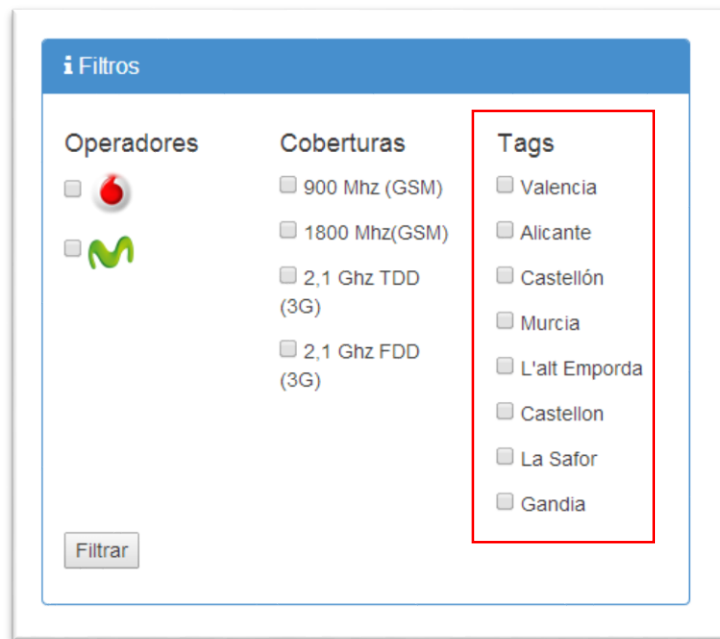 Filtros
Operadores
Coberturas
900 Mhz (GSM)
1800 Mhz(GSM)
2,1 Ghz TDD
(3G)
2,1 Ghz FDD
(3G)
Tags
Valencia
Alicante
Castellón
Murcia
L'alt Emporda
Castellon
La Safor
Gandia
Filtrar